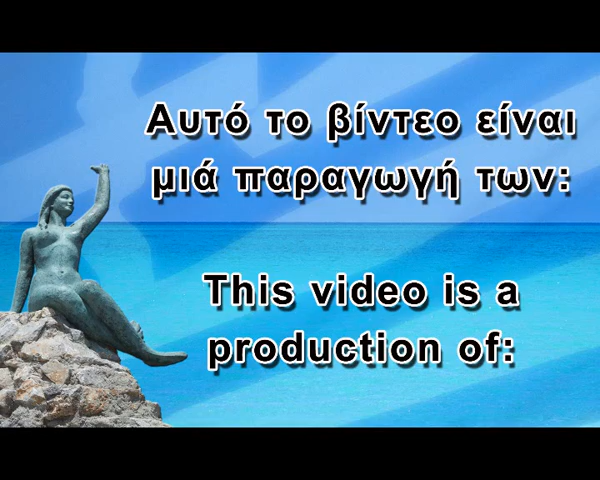 Αυτό το βίντεο είναι
μιά παραγωγή των:
This video is a
production of: